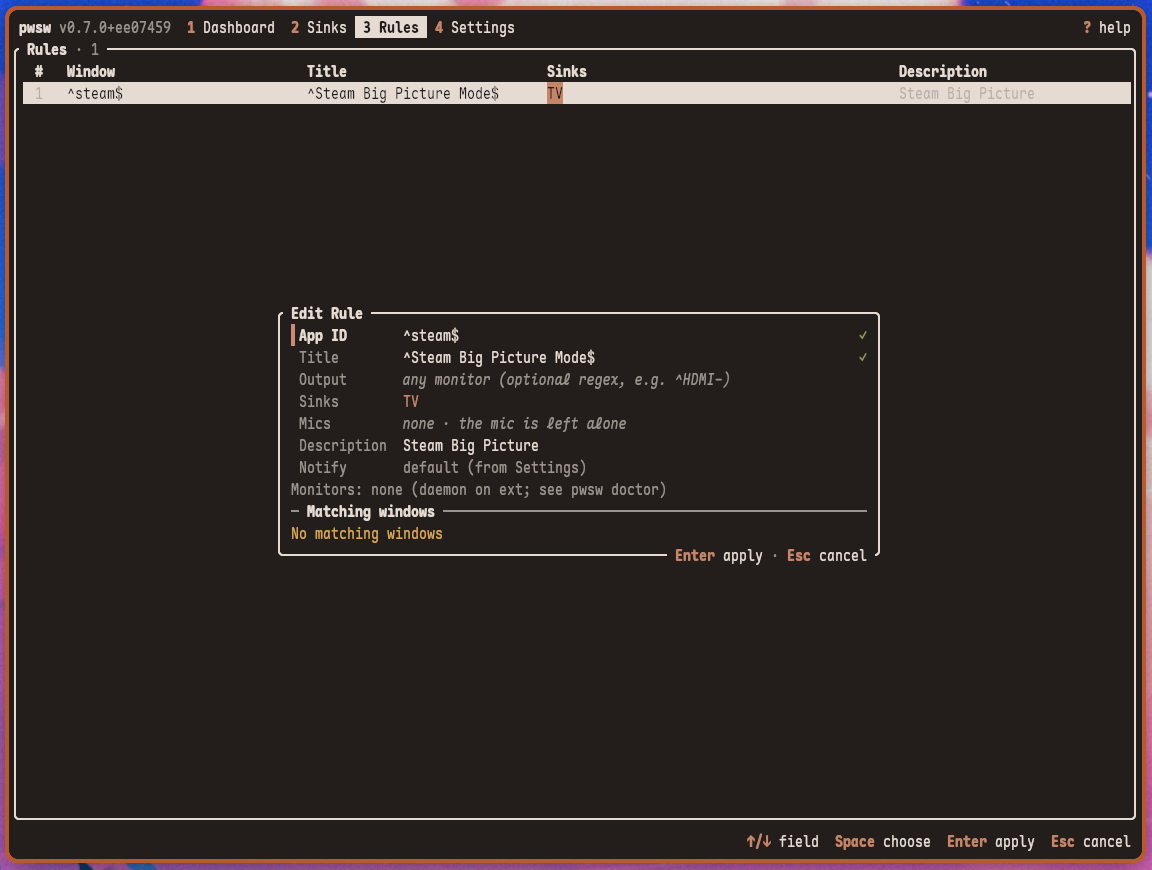 pwsw v0.7.0+ee07459 1 Dashboard 2 Sinks 3 Rules 4 Settings ? help
Rules · 1
# Window Title Sinks Description
1 ^steam$ ^Steam Big Picture Mode$ TV Steam Big Picture
Edit Rule
App ID ^steam$ ✓
Title ^Steam Big Picture Mode$ ✓
Output any monitor (optional regex, e.g. ^HDMI-)
Sinks TV
Mics none · the mic is left alone
Description Steam Big Picture
Notify default (from Settings)
Monitors: none (daemon on ext; see pwsw doctor)
Matching windows
No matching windows
Enter apply · Esc cancel
↑/↓ field Space choose Enter apply Esc cancel